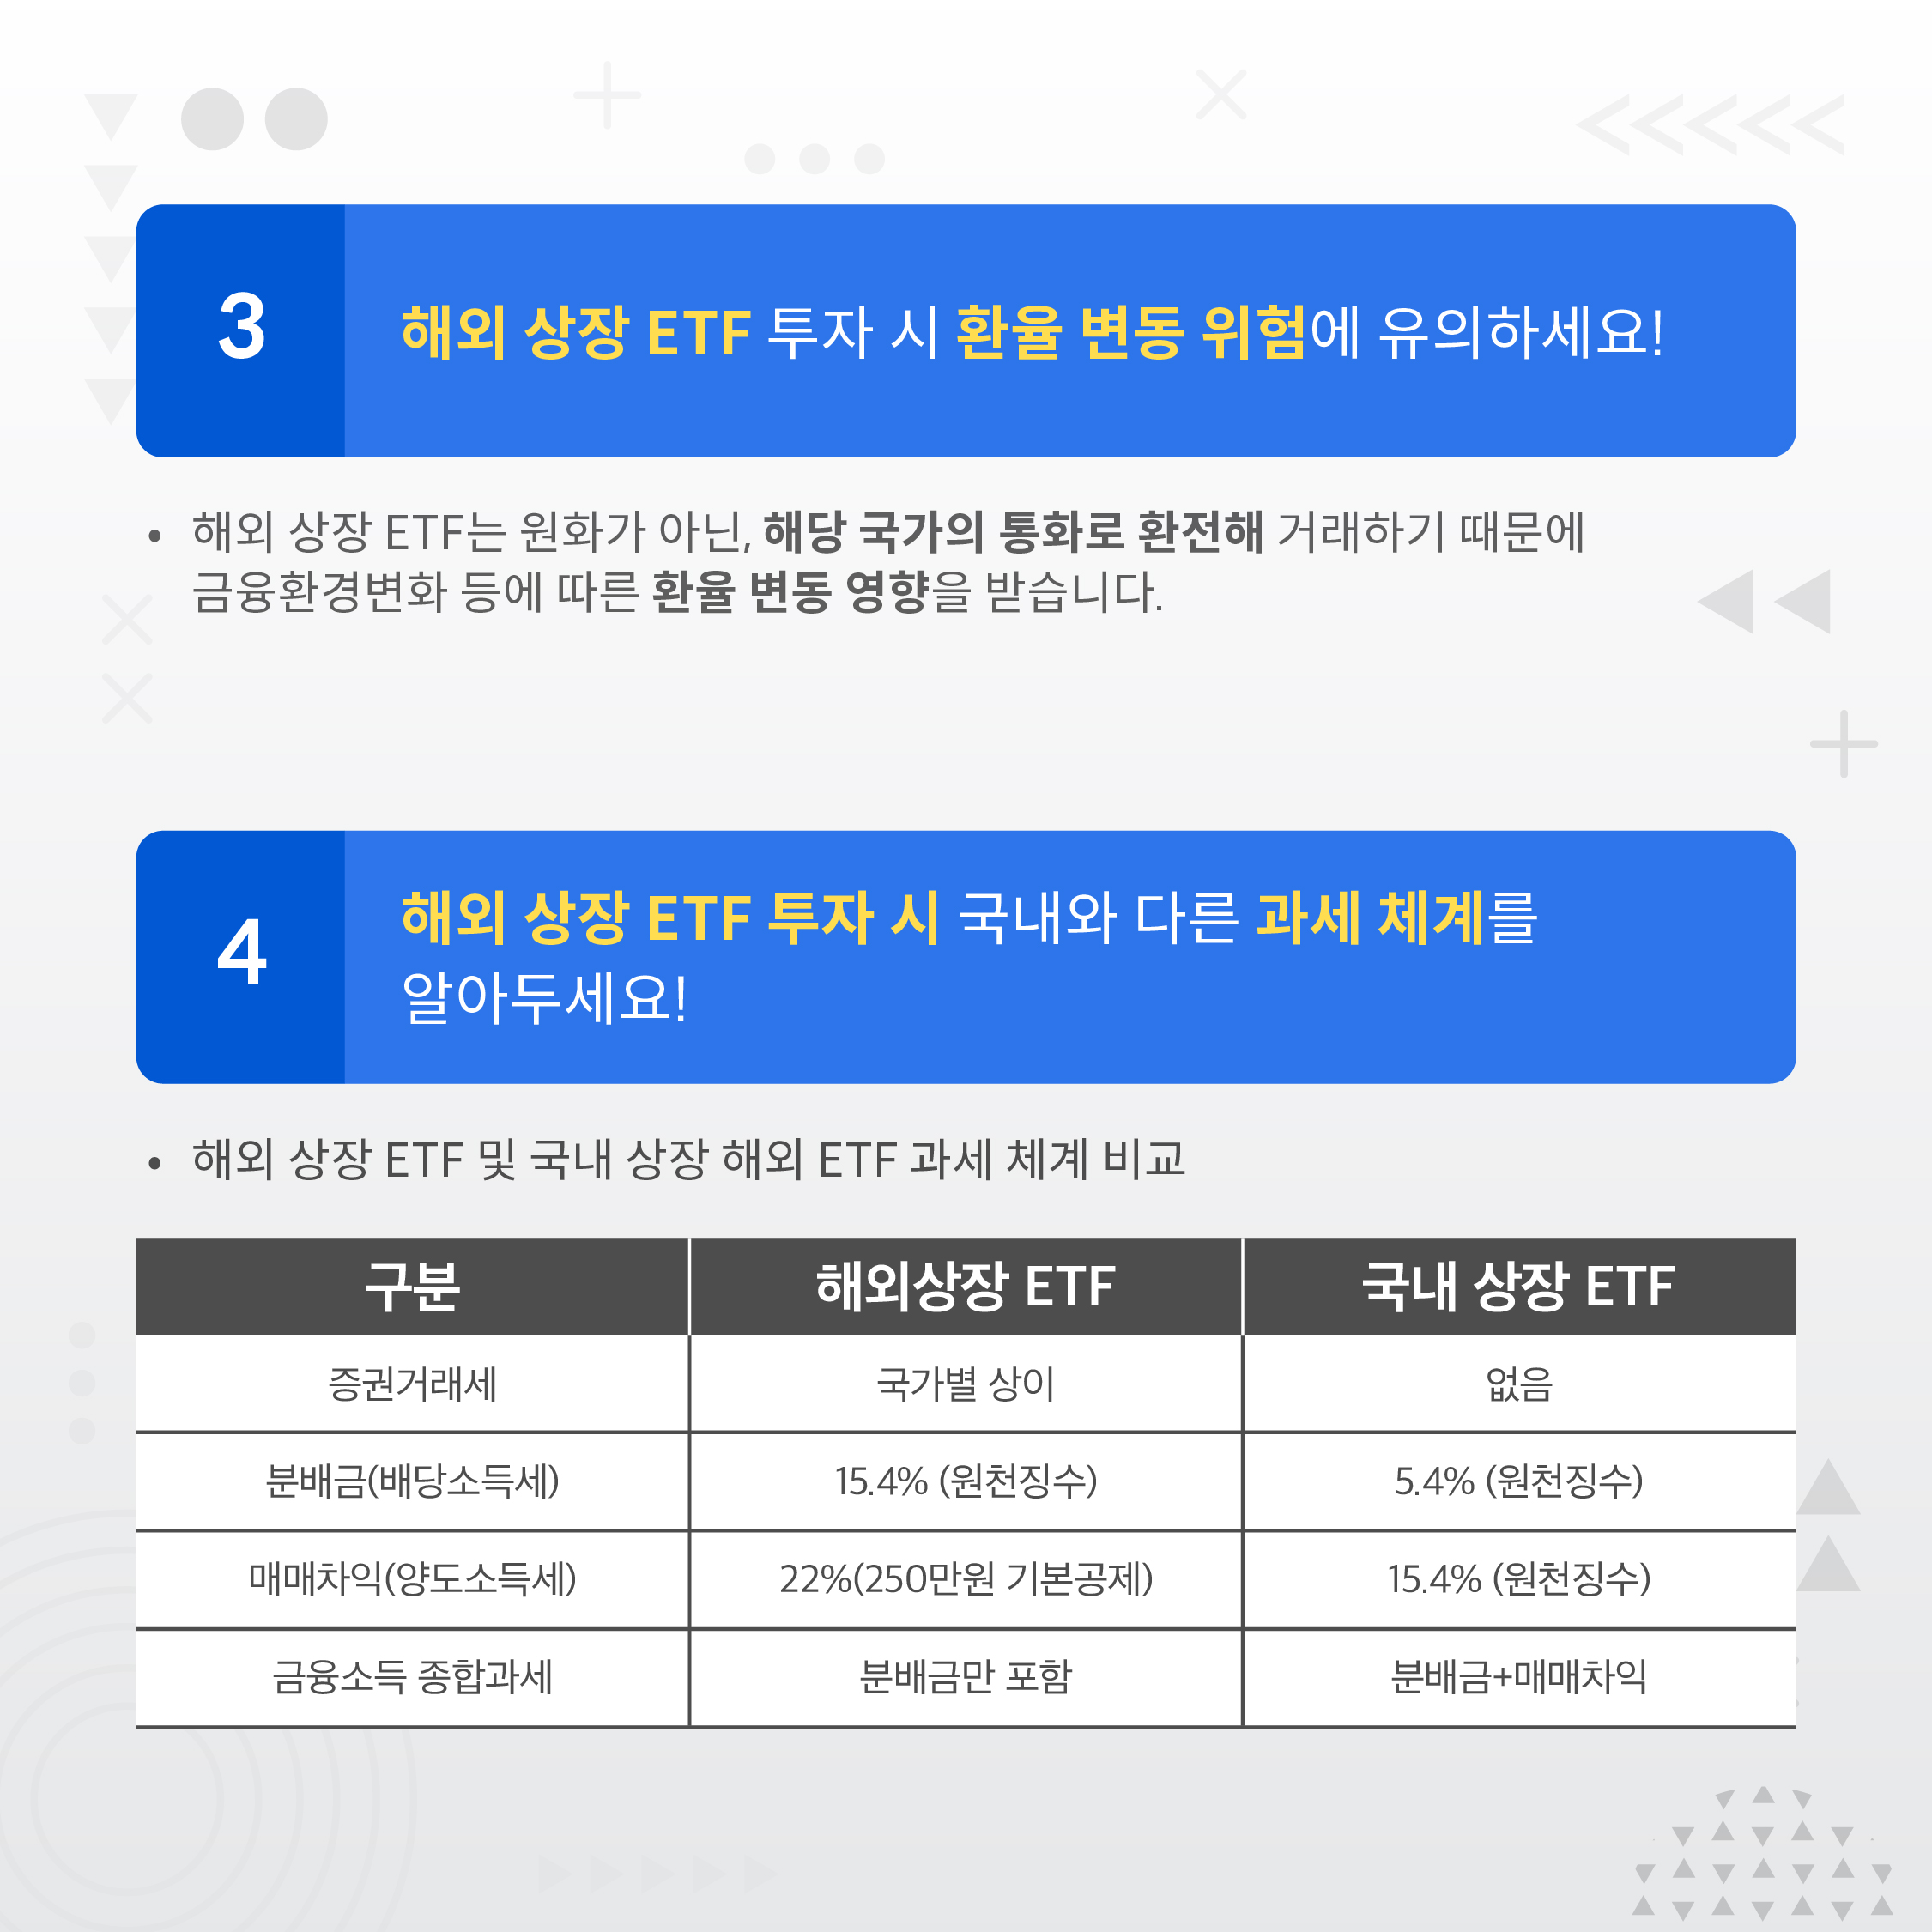 3
해외 상장 ETF 투자 시 환율 변동 위험에 유의하세요!
• 해외 상장 ETF는 원화가 아닌, 해당 국가의 통화로 환전해 거래하기 때문에
금융환경변화 등에 따른 환율 변동 영향을 받습니다.
4
해외 상장 ETF 투자 시 국내와 다른 과세 체계를
알아두세요!
• 해외 상장 ETF 및 국내 상장 해외 ETF 과세 체계 비교
구분 해외상장 ETF 국내 상장 ETF
증권거래세 국가별 상이 없음
분배금(배당소득세) 15.4% (원천징수) 5.4% (원천징수)
매매차익(양도소득세) 22%(250만원 기본공제) 15.4% (원천징수)
금융소득 종합과세 분배금만 포함 분배금+매매차익